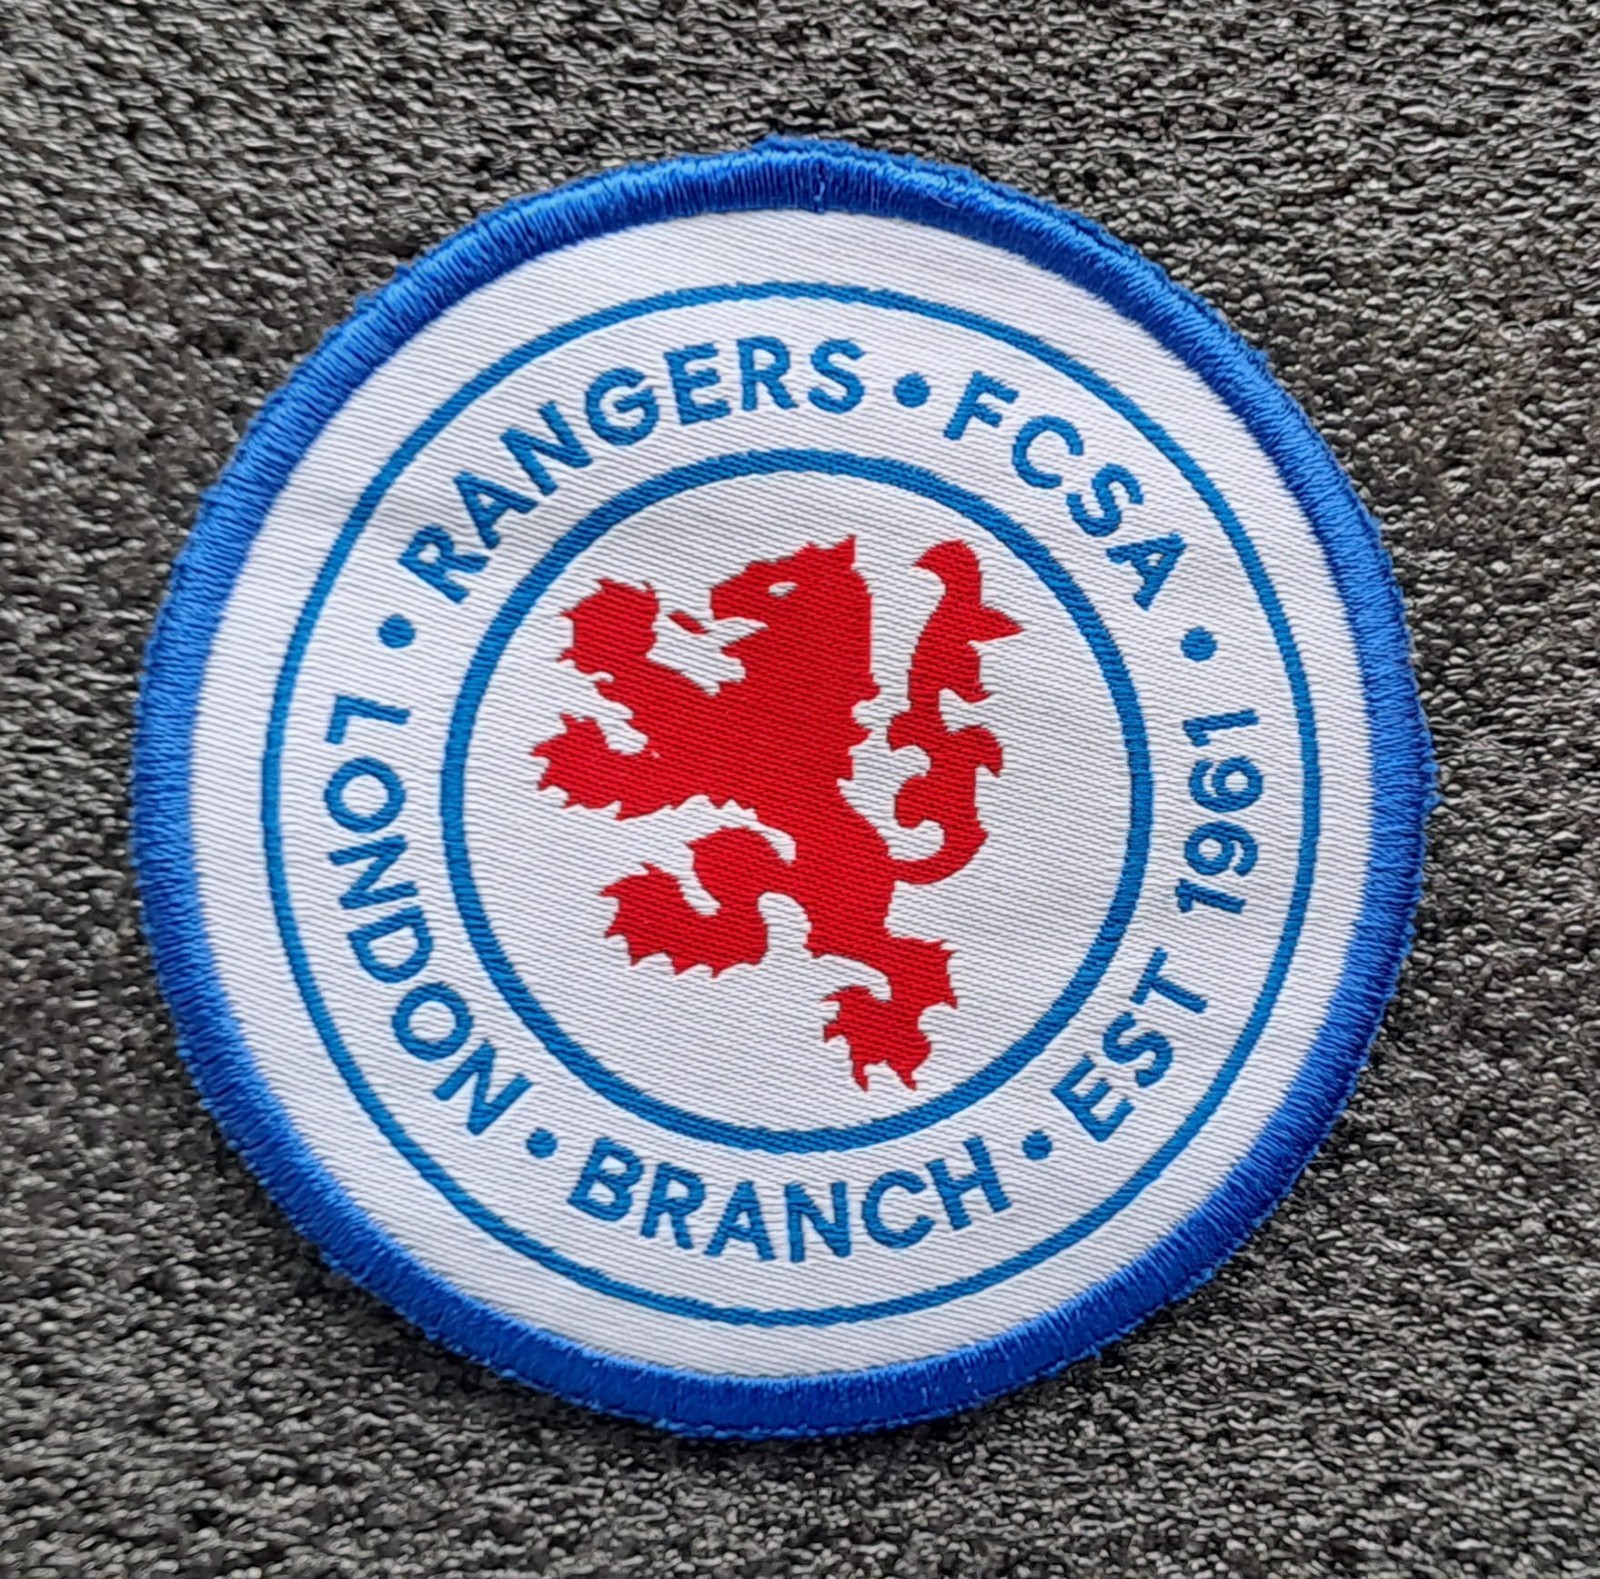 RANGERS • FCSA •
LONDON • BRANCH • EST 1961